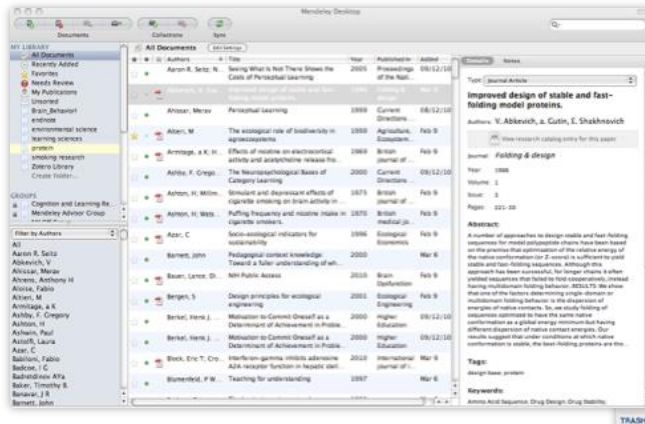 Mendeley Desktop
Documents
Collections
Sync
MY LIBRARY
All Documents
Recently Added
Favorites
Needs Review
My Publications
Unsorted
Brain_Behavior1
endnote
environmental science
learning sciences
protein
smoking research
Zotero Library
Create Folder...
GROUPS
Cognition and Learning Re...
Mendeley Advisor Group
Filter by Authors
All
Aaron R. Seitz
Abkevich, V
Ahissar, Merav
Ahrens, Anthony H
Aloise, Fabio
Altieri, M
Armitage, a K
Ashby, F. Gregory
Ashton, H
Ashwin, Paul
Astolfi, Laura
Azar, C
Babiloni, Fabio
Badcoe, I G
Badretdinov AYa
Baker, Timothy B.
Banavar, J R
Barnett, John
All Documents
Edit Settings
Authors Title Year Published In Added
Aaron R. Seitz; N... Seeing What Is Not There Shows the Costs of Perceptual Learning 2005 Proceedings of the Nati... 09/12/10
Improved design of stable and fast-folding model proteins.
Ahissar, Merav Perceptual Learning 1999 Current Directions ... 08/12/10
Altieri, M The ecological role of biodiversity in agroecosystems 1999 Agriculture, Ecosystem... Feb 9
Armitage, a K; H... Effects of nicotine on electrocortical activity and acetylcholine release fro... 1969 British journal of ... Feb 9
Ashby, F. Grego... The Neuropsychological Bases of Category Learning 2000 Current Directions ... 09/12/10
Ashton, H; Millm... Stimulant and depressant effects of cigarette smoking on brain activity in ... 1975 British journal of ... Feb 9
Ashton, H; Wats... Puffing frequency and nicotine intake in cigarette smokers. 1970 British medical jo... Feb 9
Azar, C Socio-ecological indicators for sustainability 1996 Ecological Economics Feb 9
Barnett, John Pedagogical context knowledge: Toward a fuller understanding of wh... 2000 Mar 6
Bauer, Lance; Di... NIH Public Access 2010 Brain Dysfunction Feb 9
Bergen, S Design principles for ecological engineering 2001 Ecological Engineering Feb 9
Berkel, Henk J. ... Motivation to Commit Oneself as a Determinant of Achievement in Proble... 2000 Higher Education 09/12/10
Berkel, Henk J. ... Motivation to Commit Oneself as a Determinant of Achievement in Proble... 2000 Higher Education 09/12/10
Block, Eric T; Cro... Interferon-gamma inhibits adenosine A2A receptor function in hepatic stell... 2010 International journal of i... Mar 9
Blumenfeld, P W... Teaching for understanding 1997 Mar 6
Details Notes
Type: Journal Article
Improved design of stable and fast-folding model proteins.
Authors: V. Abkevich, a. Gutin, E. Shakhnovich
View research catalog entry for this paper
Journal: Folding & design
Year: 1996
Volume: 1
Issue: 3
Pages: 221-30
Abstract:
A number of approaches to design stable and fast-folding
sequences for model polypeptide chains have been based
on the premise that optimization of the relative energy of
the native conformation (or Z-score) is sufficient to yield
stable and fast-folding sequences. Although this
approach has been successful, for longer chains it often
yielded sequences that failed to fold cooperatively, instead
having multidomain folding behavior. RESULTS: We show
that one of the factors determining single-domain or
multidomain folding behavior is the dispersion of
energies of native contacts. So, we study folding of
sequences optimized to have the same native
conformation as a global energy minimum but having
different dispersion of native contact energies. Our
results suggest that under conditions at which native
conformation is stable, the best-folding proteins are the...
Tags:
design base; protein
Keywords:
Amino Acid Sequence; Drug Design; Drug Stability;
TRASH